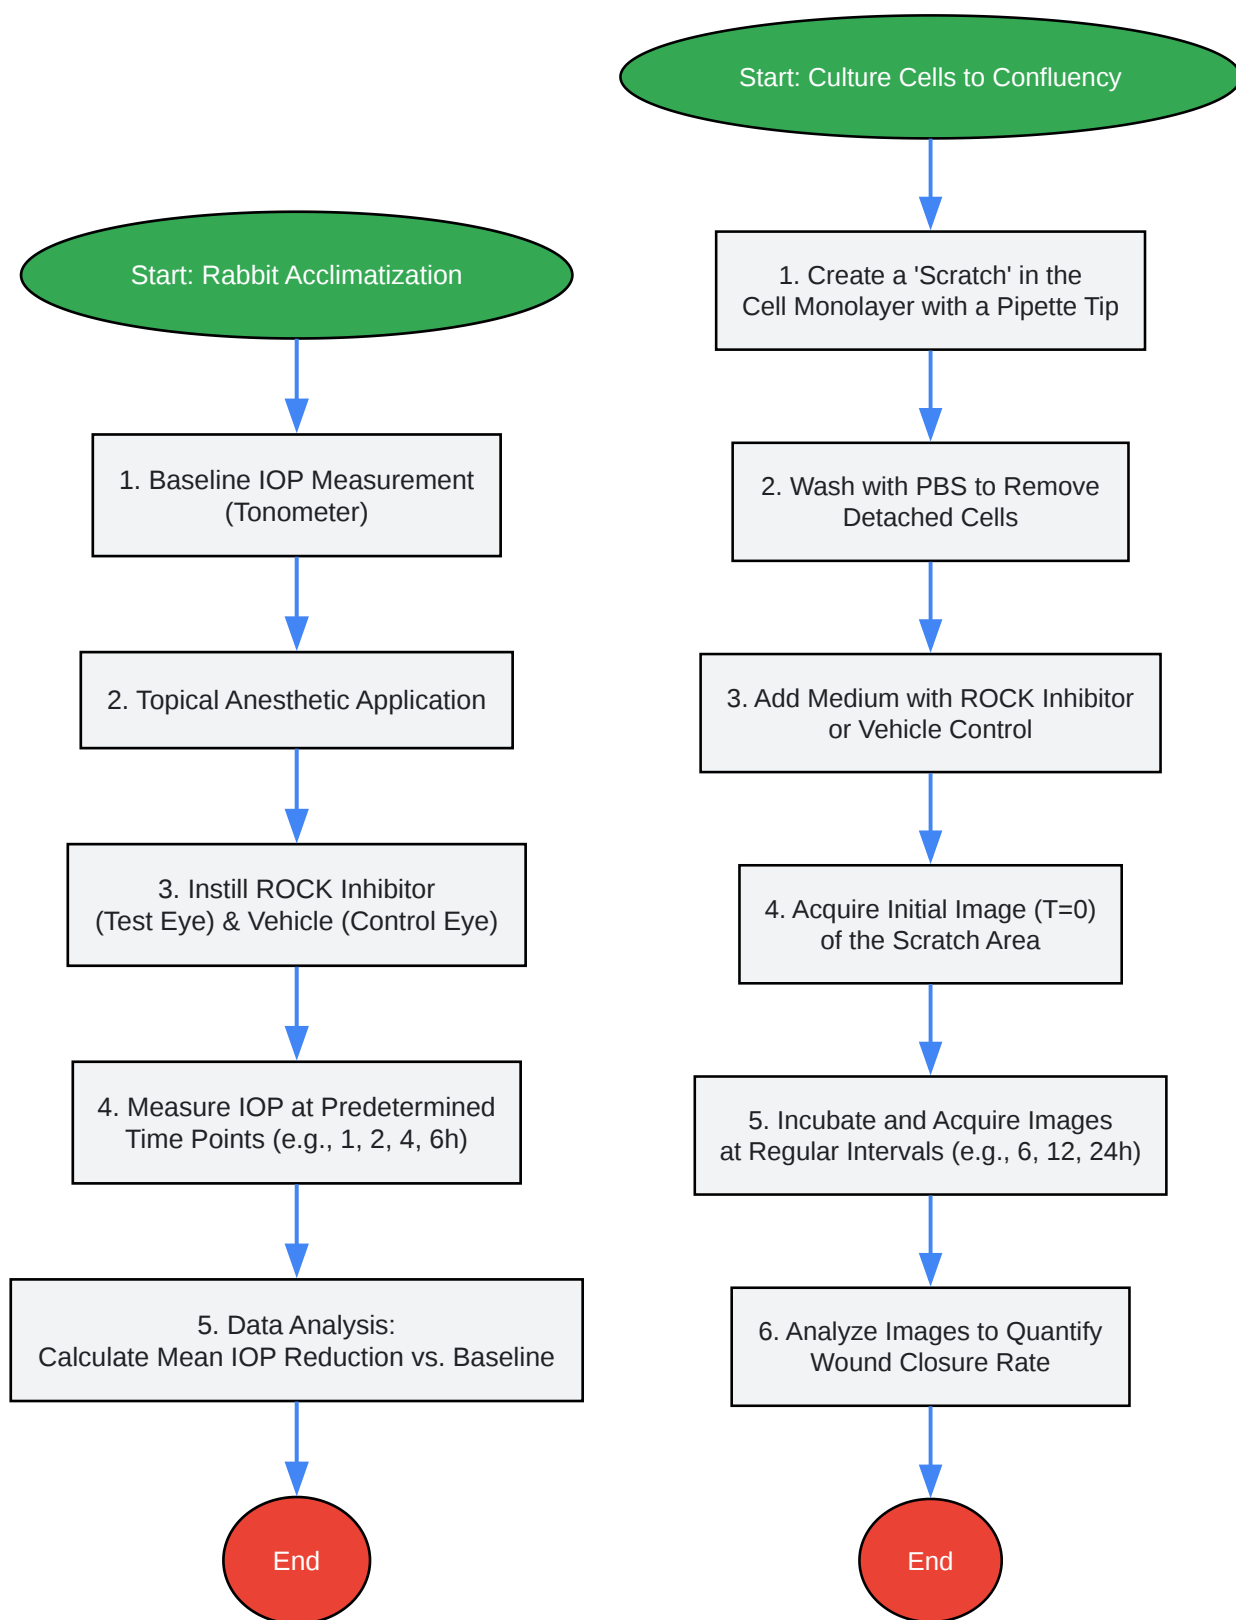 Start: Rabbit Acclimatization
1. Baseline IOP Measurement
(Tonometer)
2. Topical Anesthetic Application
3. Instill ROCK Inhibitor
(Test Eye) & Vehicle (Control Eye)
4. Measure IOP at Predetermined
Time Points (e.g., 1, 2, 4, 6h)
5. Data Analysis:
Calculate Mean IOP Reduction vs. Baseline
End
Start: Culture Cells to Confluency
1. Create a 'Scratch' in the
Cell Monolayer with a Pipette Tip
2. Wash with PBS to Remove
Detached Cells
3. Add Medium with ROCK Inhibitor
or Vehicle Control
4. Acquire Initial Image (T=0)
of the Scratch Area
5. Incubate and Acquire Images
at Regular Intervals (e.g., 6, 12, 24h)
6. Analyze Images to Quantify
Wound Closure Rate
End